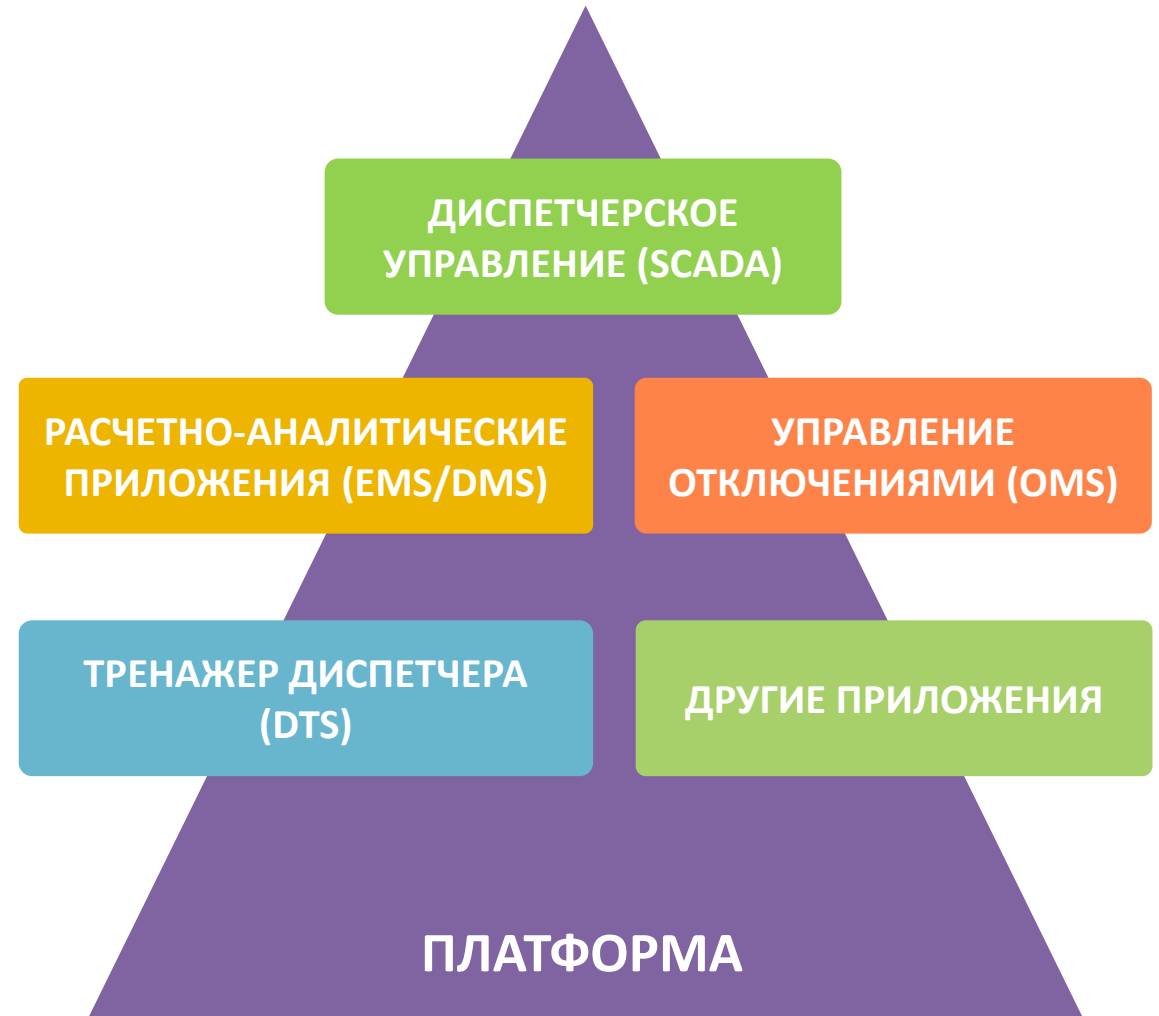 ДИСПЕТЧЕРСКОЕ
УПРАВЛЕНИЕ (SCADA)
РАСЧЕТНО-АНАЛИТИЧЕСКИЕ
ПРИЛОЖЕНИЯ (EMS/DMS)
УПРАВЛЕНИЕ
ОТКЛЮЧЕНИЯМИ (OMS)
ТРЕНАЖЕР ДИСПЕТЧЕРА
(DTS)
ДРУГИЕ ПРИЛОЖЕНИЯ
ПЛАТФОРМА